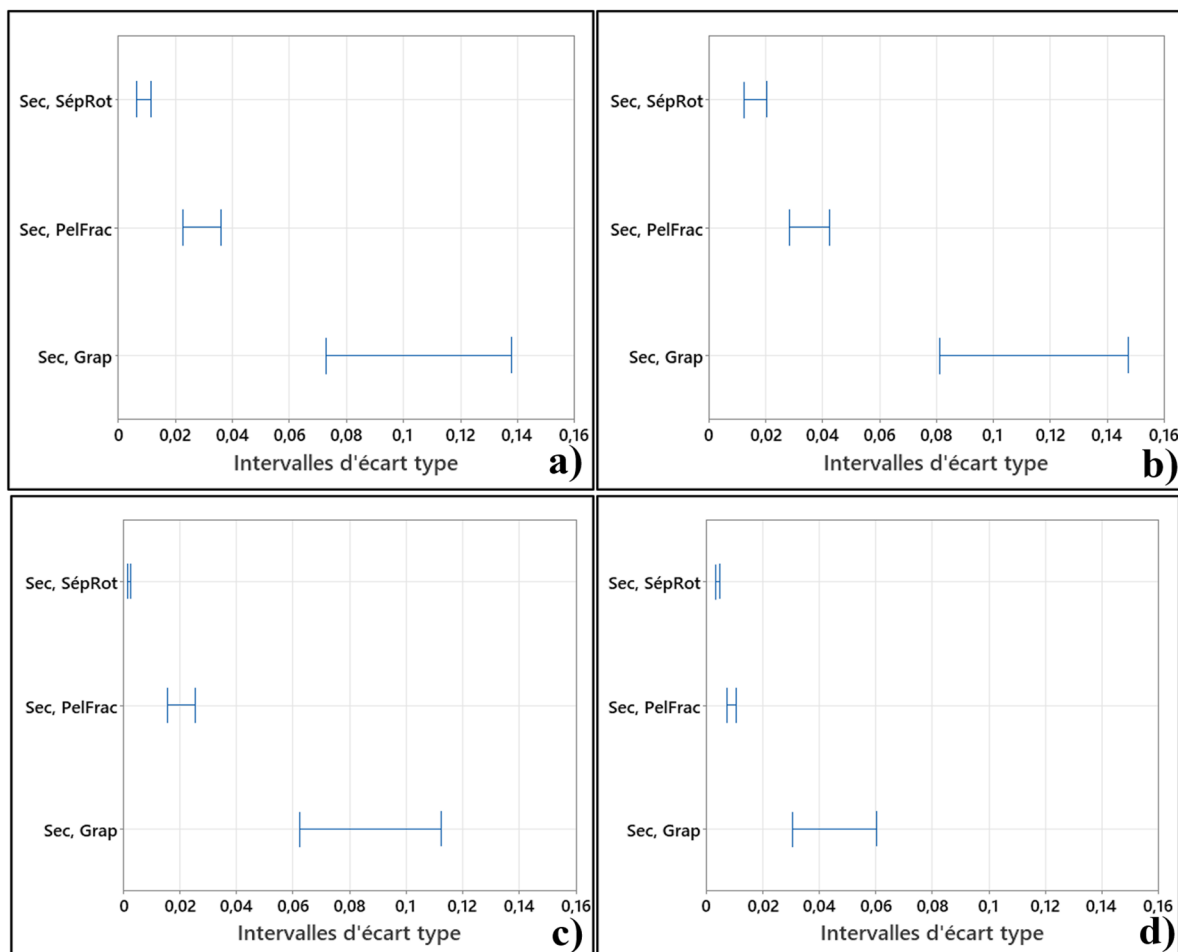 Sec, SépRot
Sec, PelFrac
Sec, Grap
0 0,02 0,04 0,06 0,08 0,1 0,12 0,14 0,16
Intervalles d'écart type
a)
Sec, SépRot
Sec, PelFrac
Sec, Grap
0 0,02 0,04 0,06 0,08 0,1 0,12 0,14 0,16
Intervalles d'écart type
b)
Sec, SépRot
Sec, PelFrac
Sec, Grap
0 0,02 0,04 0,06 0,08 0,1 0,12 0,14 0,16
Intervalles d'écart type
c)
Sec, SépRot
Sec, PelFrac
Sec, Grap
0 0,02 0,04 0,06 0,08 0,1 0,12 0,14 0,16
Intervalles d'écart type
d)